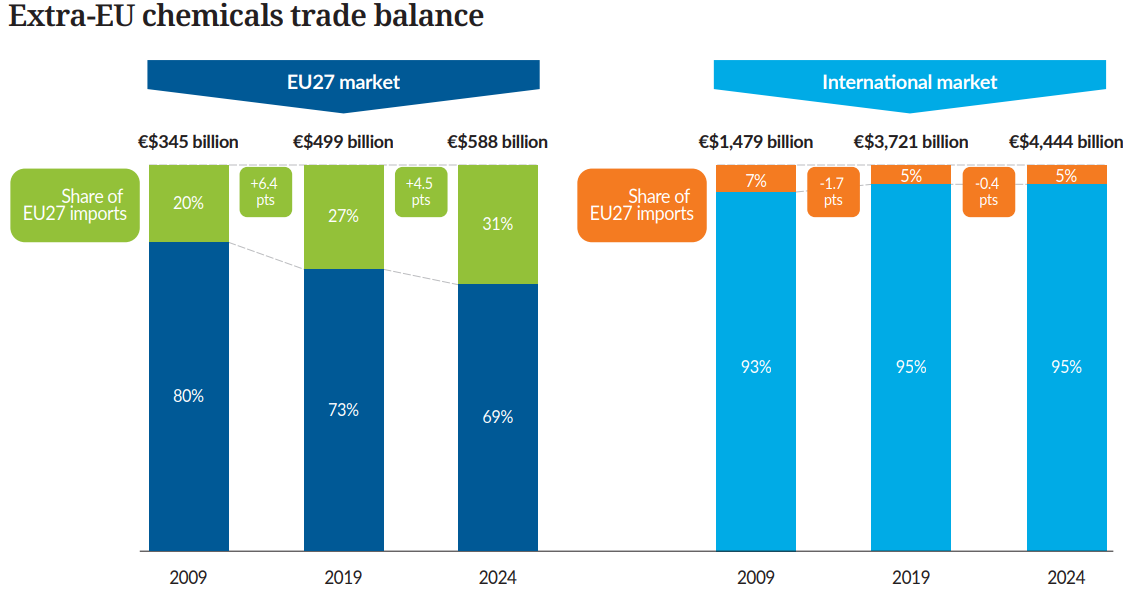 Extra-EU chemicals trade balance
EU27 market
€$345 billion
€$499 billion
€$588 billion
Share of
EU27 imports
20%
+6.4
pts
27%
+4.5
pts
31%
80%
73%
69%
2009
2019
2024
International market
€$1,479 billion
€$3,721 billion
€$4,444 billion
Share of
EU27 imports
7%
-1.7
pts
5%
-0.4
pts
5%
93%
95%
95%
2009
2019
2024